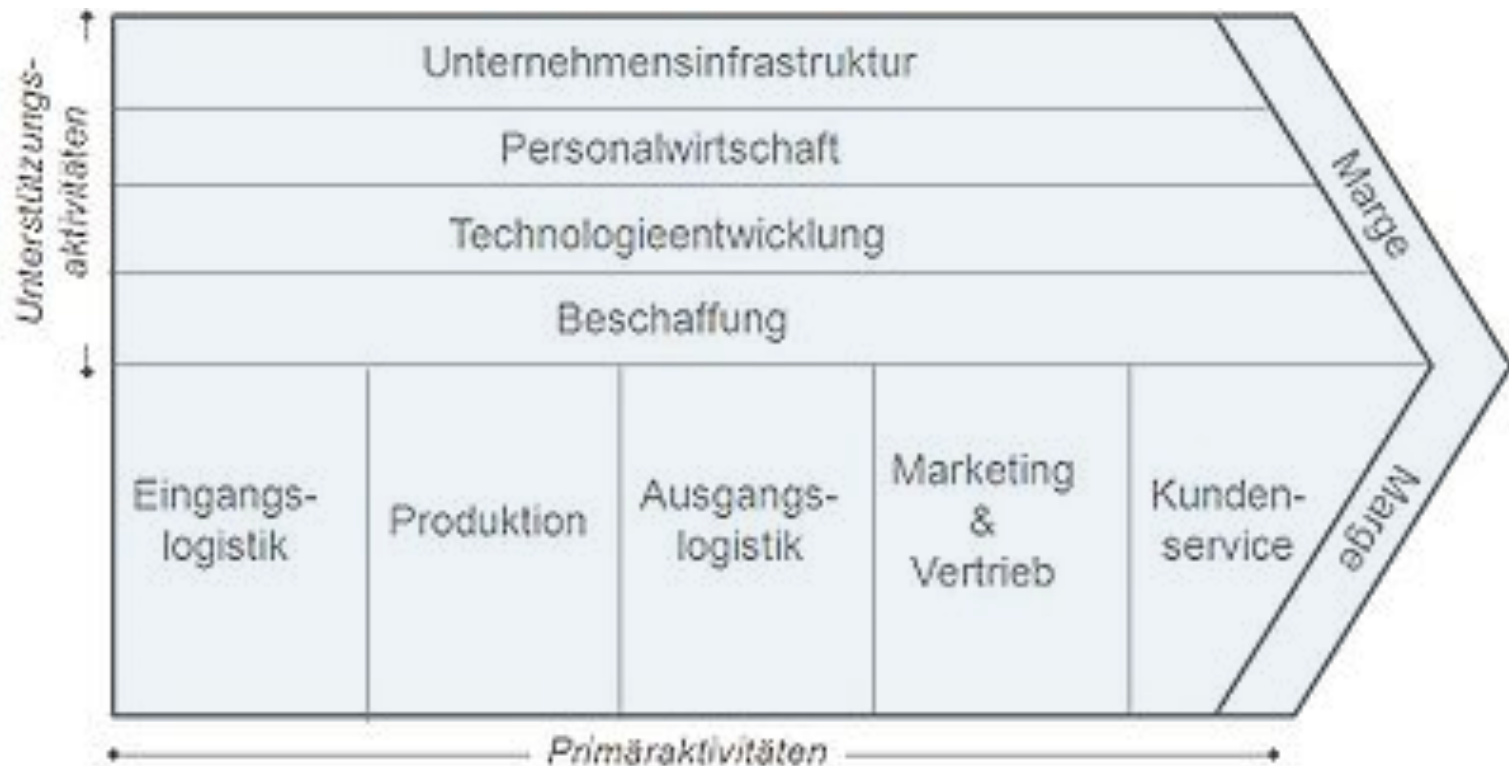 Unterstützungs-
aktivitäten
Unternehmensinfrastruktur
Personalwirtschaft
Technologieentwicklung
Beschaffung
Marge
Eingangs-
logistik
Produktion
Ausgangs-
logistik
Marketing
&
Vertrieb
Kunden-
service
Marge
Primäraktivitäten